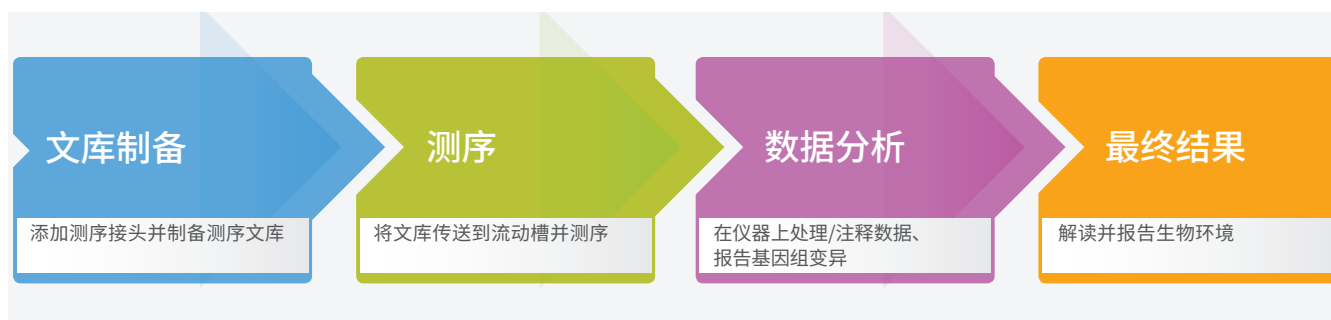 文库制备
添加测序接头并制备测序文库
测序
将文库传送到流动槽并测序
数据分析
在仪器上处理/注释数据、
报告基因组变异
最终结果
解读并报告生物环境